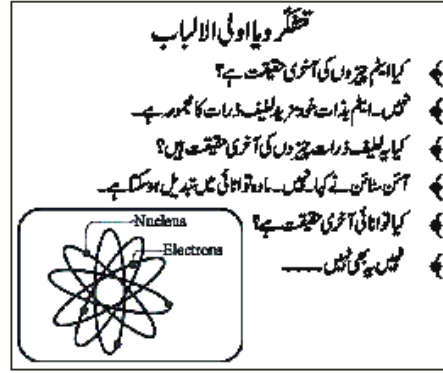 تفکر و یا اولی الالباب
کیا ایٹم چیزوں کی آخری حقیقت ہے؟
نہیں۔ ایٹم بذات خود مزید لطیف ذرات کا مجموعہ ہے۔
کیا یہ لطیف ذرات چیزوں کی آخری حقیقت ہیں؟
آئن سٹائن نے کہا، نہیں۔ مادہ توانائی میں تبدیل ہو سکتا ہے۔
کیا توانائی آخری حقیقت ہے؟
نہیں یہ بھی نہیں ......
Nucleus
Electrons